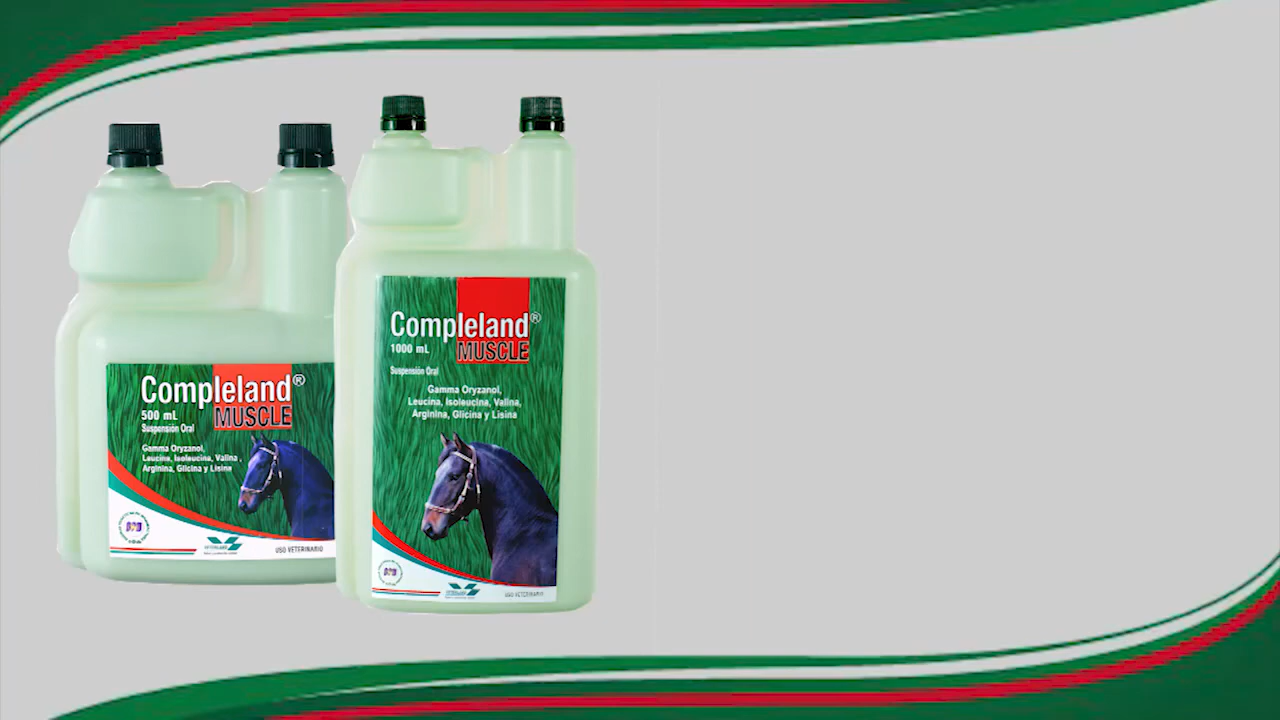 Compleland®
MUSCLE
500 mL
Suspensión Oral
Gamma Oryzanol,
Leucina, Isoleucina, Valina,
Arginina, Glicina y Lisina
USO VETERINARIO
Compleland®
MUSCLE
1000 mL
Suspensión Oral
Gamma Oryzanol,
Leucina, Isoleucina, Valina,
Arginina, Glicina y Lisina
USO VETERINARIO